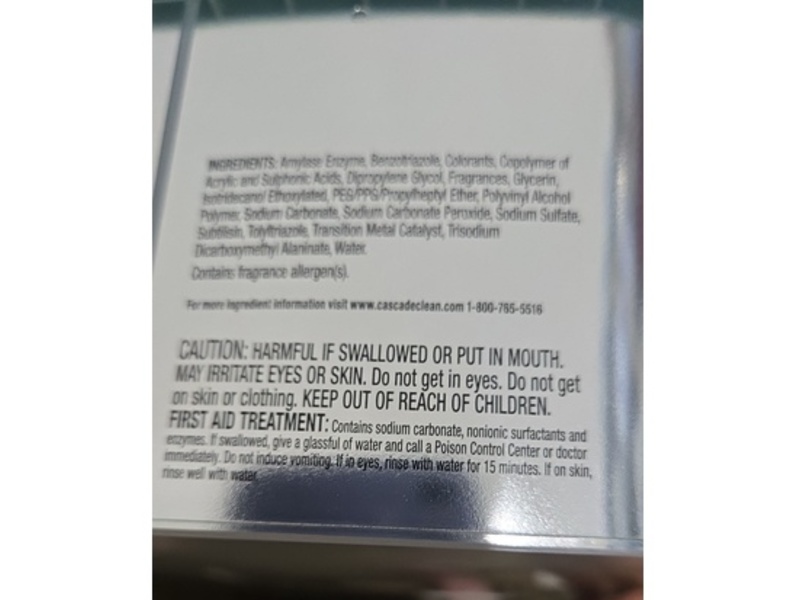 INGREDIENTS: Amylase Enzyme, Benzotriazole, Colorants, Copolymer of
Acrylic and Sulphonic Acids, Dipropylene Glycol, Fragrances, Glycerin,
Isotridecanol Ethoxylated, PEG/PPG/Propylheptyl Ether, Polyvinyl Alcohol
Polymer, Sodium Carbonate, Sodium Carbonate Peroxide, Sodium Sulfate,
Subtilisin, Tolyltriazole, Transition Metal Catalyst, Trisodium
Dicarboxymethyl Alaninate, Water.
Contains fragrance allergen(s).
For more ingredient information visit www.cascadeclean.com 1-800-765-5516
CAUTION: HARMFUL IF SWALLOWED OR PUT IN MOUTH.
MAY IRRITATE EYES OR SKIN. Do not get in eyes. Do not get
on skin or clothing. KEEP OUT OF REACH OF CHILDREN.
FIRST AID TREATMENT: Contains sodium carbonate, nonionic surfactants and
enzymes. If swallowed, give a glassful of water and call a Poison Control Center or doctor
immediately. Do not induce vomiting. If in eyes, rinse with water for 15 minutes. If on skin,
rinse well with water.